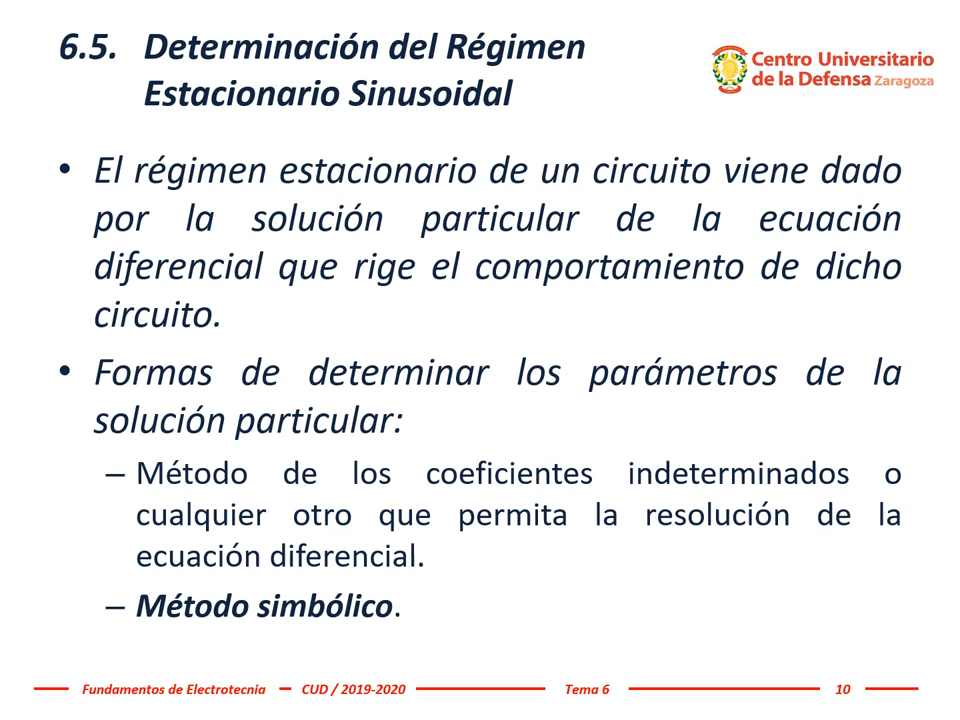 6.5. Determinación del Régimen
Estacionario Sinusoidal
Centro Universitario
de la Defensa Zaragoza
• El régimen estacionario de un circuito viene dado
por la solución particular de la ecuación
diferencial que rige el comportamiento de dicho
circuito.
• Formas de determinar los parámetros de la
solución particular:
– Método de los coeficientes indeterminados o
cualquier otro que permita la resolución de la
ecuación diferencial.
– Método simbólico.
Fundamentos de Electrotecnia – CUD / 2019-2020 Tema 6 10